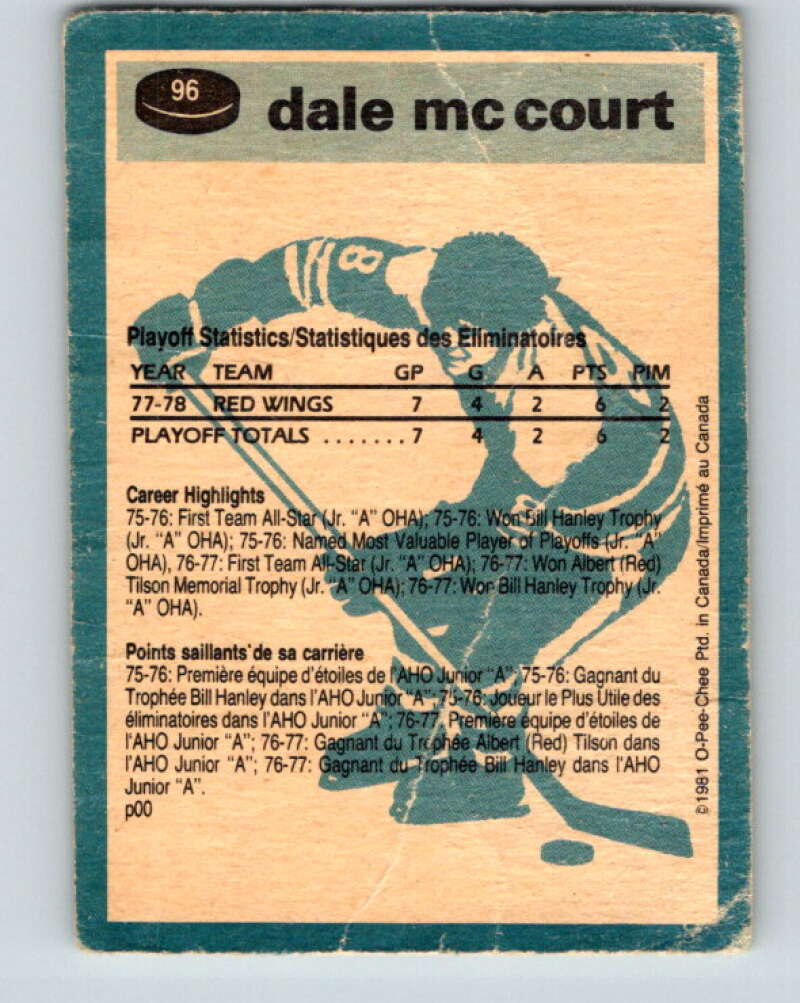 96
dale mc court
Playoff Statistics/Statistiques des Eliminatoires
YEAR TEAM GP G A PTS PIM
77-78 RED WINGS 7 4 2 6 2
PLAYOFF TOTALS ....... 7 4 2 6 2
Career Highlights
75-76: First Team All-Star (Jr. "A" OHA); 75-76: Won Bill Hanley Trophy
(Jr. "A" OHA); 75-76: Named Most Valuable Player of Playoffs (Jr. "A"
OHA), 76-77: First Team All-Star (Jr. "A" OHA); 76-77: Won Albert (Red)
Tilson Memorial Trophy (Jr. "A" OHA); 76-77: Won Bill Hanley Trophy (Jr.
"A" OHA).
Points saillants de sa carrière
75-76: Première équipe d'étoiles de l'AHO Junior "A"; 75-76: Gagnant du
Trophée Bill Hanley dans l'AHO Junior "A"; 75-76: Joueur le Plus Utile des
éliminatoires dans l'AHO Junior "A"; 76-77: Première équipe d'étoiles de
l'AHO Junior "A"; 76-77: Gagnant du Trophée Albert (Red) Tilson dans
l'AHO Junior "A"; 76-77: Gagnant du Trophée Bill Hanley dans l'AHO
Junior "A".
p00
©1981 O-Pee-Chee Ptd. in Canada/Imprimé au Canada
8